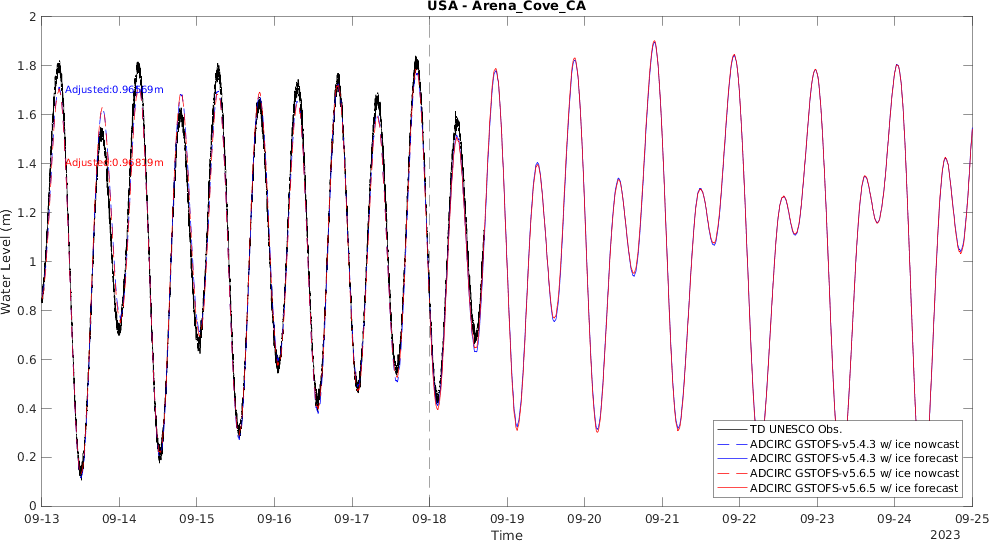 USA - Arena_Cove_CA
2
1.8
1.6
1.4
1.2
1
0.8
0.6
0.4
0.2
0
Water Level (m)
Adjusted:0.96569m
Adjusted:0.96819m
TD UNESCO Obs.
ADCIRC GSTOFS-v5.4.3 w/ ice nowcast
ADCIRC GSTOFS-v5.4.3 w/ ice forecast
ADCIRC GSTOFS-v5.6.5 w/ ice nowcast
ADCIRC GSTOFS-v5.6.5 w/ ice forecast
09-13 09-14 09-15 09-16 09-17 09-18 09-19 09-20 09-21 09-22 09-23 09-24 09-25
Time
2023